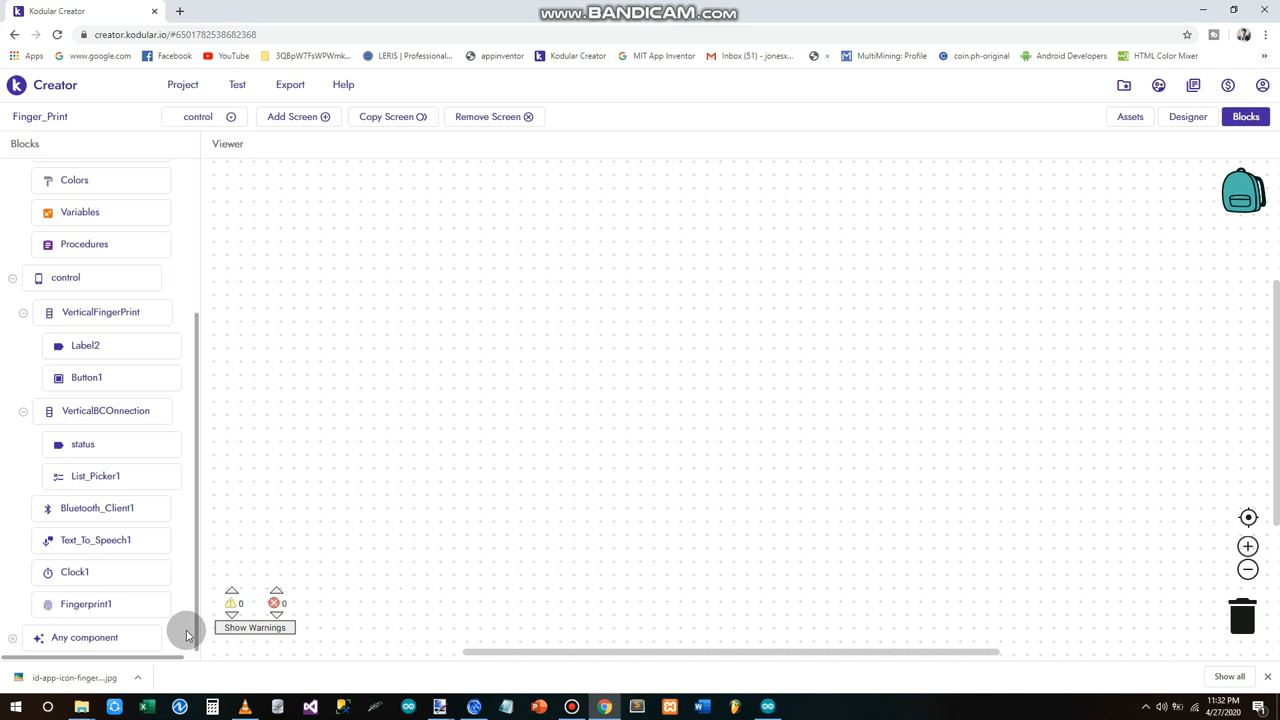 Kodular Creator
www.BANDICAM.com
creator.kodular.io/#6501782538682368
Apps
www.google.com
Facebook
YouTube
3QBpW7FsWPWmk...
LERIS | Professional...
appinventor
Kodular Creator
MIT App Inventor
Inbox (51) - jonesx...
MultiMining: Profile
coin.ph-original
Android Developers
HTML Color Mixer
Creator
Project
Test
Export
Help
Finger_Print
control
Add Screen
Copy Screen
Remove Screen
Assets
Designer
Blocks
Blocks
Viewer
Colors
Variables
Procedures
control
VerticalFingerPrint
Label2
Button1
VerticalBCOnnection
status
List_Picker1
Bluetooth_Client1
Text_To_Speech1
Clock1
Fingerprint1
Any component
0
0
Show Warnings
id-app-icon-finger....jpg
Show all
11:32 PM
4/27/2020